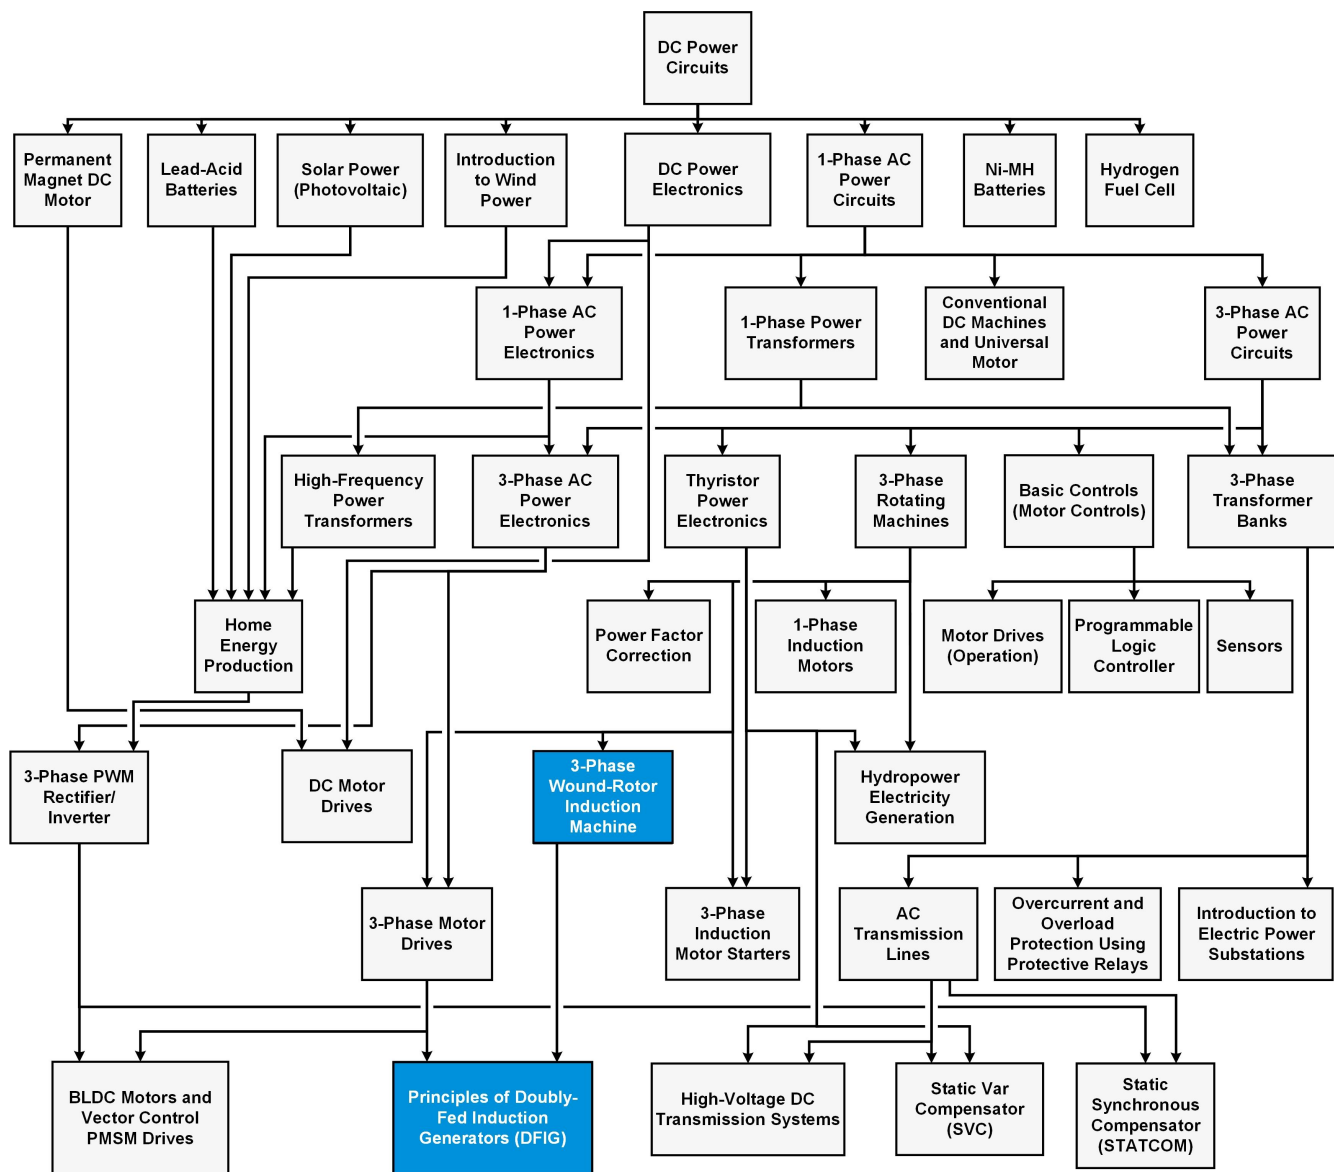 DC Power
Circuits
Permanent
Magnet DC
Motor
Lead-Acid
Batteries
Solar Power
(Photovoltaic)
Introduction
to Wind
Power
DC Power
Electronics
1-Phase AC
Power
Circuits
Ni-MH
Batteries
Hydrogen
Fuel Cell
1-Phase AC
Power
Electronics
1-Phase Power
Transformers
Conventional
DC Machines
and Universal
Motor
3-Phase AC
Power
Circuits
High-Frequency
Power
Transformers
3-Phase AC
Power
Electronics
Thyristor
Power
Electronics
3-Phase
Rotating
Machines
Basic Controls
(Motor Controls)
3-Phase
Transformer
Banks
Home
Energy
Production
Power Factor
Correction
1-Phase
Induction
Motors
Motor Drives
(Operation)
Programmable
Logic
Controller
Sensors
3-Phase PWM
Rectifier/
Inverter
DC Motor
Drives
3-Phase
Wound-Rotor
Induction
Machine
Hydropower
Electricity
Generation
3-Phase Motor
Drives
3-Phase
Induction
Motor Starters
AC
Transmission
Lines
Overcurrent and
Overload
Protection Using
Protective Relays
Introduction to
Electric Power
Substations
BLDC Motors and
Vector Control
PMSM Drives
Principles of Doubly-
Fed Induction
Generators (DFIG)
High-Voltage DC
Transmission Systems
Static Var
Compensator
(SVC)
Static
Synchronous
Compensator
(STATCOM)